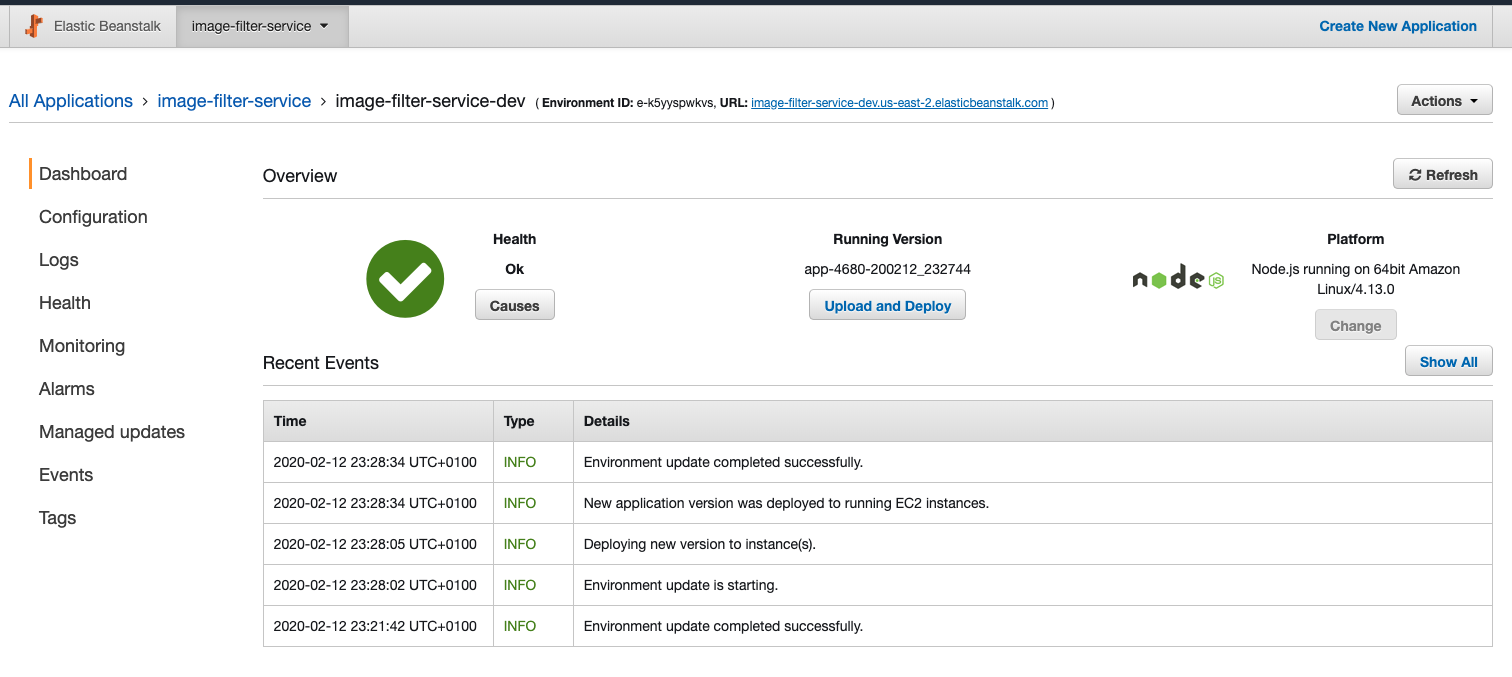 Elastic Beanstalk image-filter-service Create New Application
All Applications › image-filter-service › image-filter-service-dev ( Environment ID: e-k5yyspwkvs, URL: image-filter-service-dev.us-east-2.elasticbeanstalk.com )
Actions
Dashboard
Configuration
Logs
Health
Monitoring
Alarms
Managed updates
Events
Tags
Overview
Refresh
Health
Ok
Causes
Running Version
app-4680-200212_232744
Upload and Deploy
node JS
Platform
Node.js running on 64bit Amazon
Linux/4.13.0
Change
Recent Events
Show All
Time Type Details
2020-02-12 23:28:34 UTC+0100 INFO Environment update completed successfully.
2020-02-12 23:28:34 UTC+0100 INFO New application version was deployed to running EC2 instances.
2020-02-12 23:28:05 UTC+0100 INFO Deploying new version to instance(s).
2020-02-12 23:28:02 UTC+0100 INFO Environment update is starting.
2020-02-12 23:21:42 UTC+0100 INFO Environment update completed successfully.